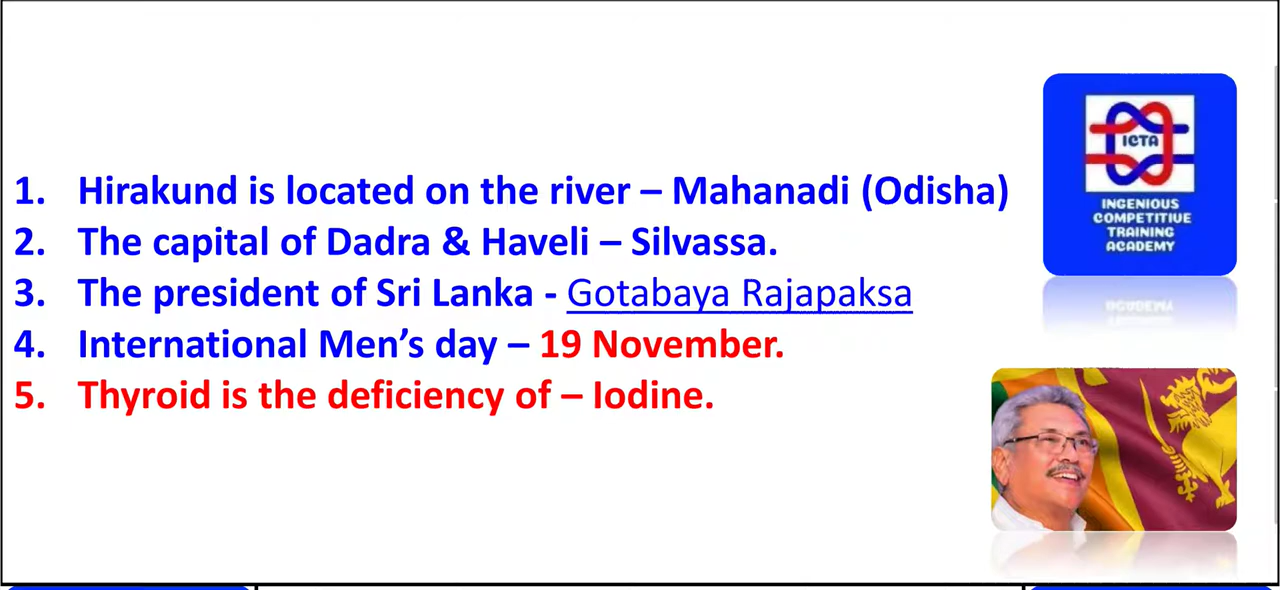 1. Hirakund is located on the river – Mahanadi (Odisha)
2. The capital of Dadra & Haveli – Silvassa.
3. The president of Sri Lanka - Gotabaya Rajapaksa
4. International Men’s day – 19 November.
5. Thyroid is the deficiency of – Iodine.
ICTA
INGENIOUS
COMPETITIVE
TRAINING
ACADEMY